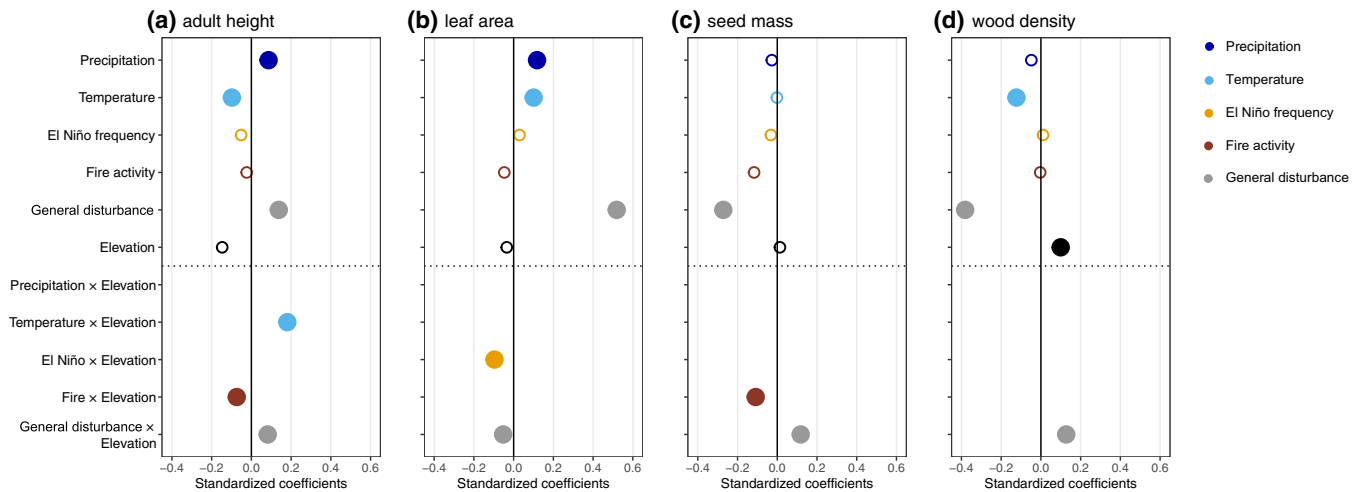 (a) adult height
(b) leaf area
(c) seed mass
(d) wood density
Precipitation
Temperature
El Niño frequency
Fire activity
General disturbance
Elevation
Precipitation × Elevation
Temperature × Elevation
El Niño × Elevation
Fire × Elevation
General disturbance ×
Elevation
−0.4 −0.2 0.0 0.2 0.4 0.6
Standardized coefficients
−0.4 −0.2 0.0 0.2 0.4 0.6
Standardized coefficients
−0.4 −0.2 0.0 0.2 0.4 0.6
Standardized coefficients
−0.4 −0.2 0.0 0.2 0.4 0.6
Standardized coefficients
Precipitation
Temperature
El Niño frequency
Fire activity
General disturbance